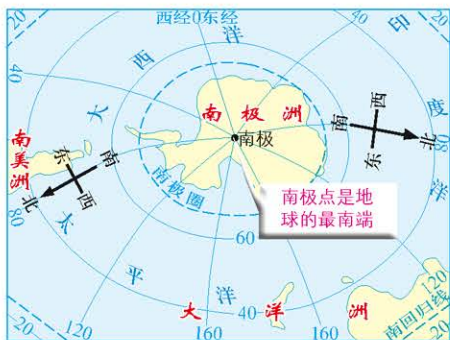 西经0东经
20
印
20
40
大
西
洋
40
南极洲
度
南
美
洲
东
南
西
北
南
西
东
北
80
洋
南极
南极圈
80
太
南极点是地
球的最南端
60
平
洋
大
洋
洲
40
120
南回归线
20
120
160
160
20